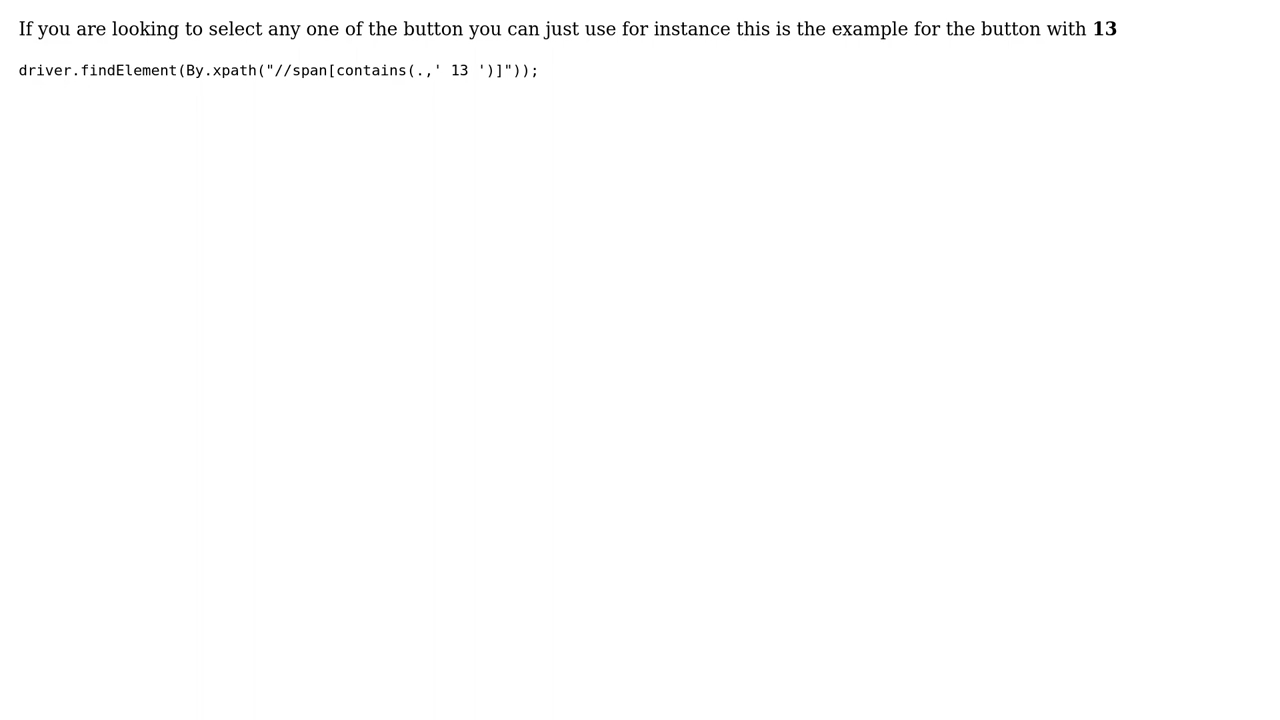 If you are looking to select any one of the button you can just use for instance this is the example for the button with 13
driver.findElement(By.xpath("//span[contains(.,' 13 ')]"));